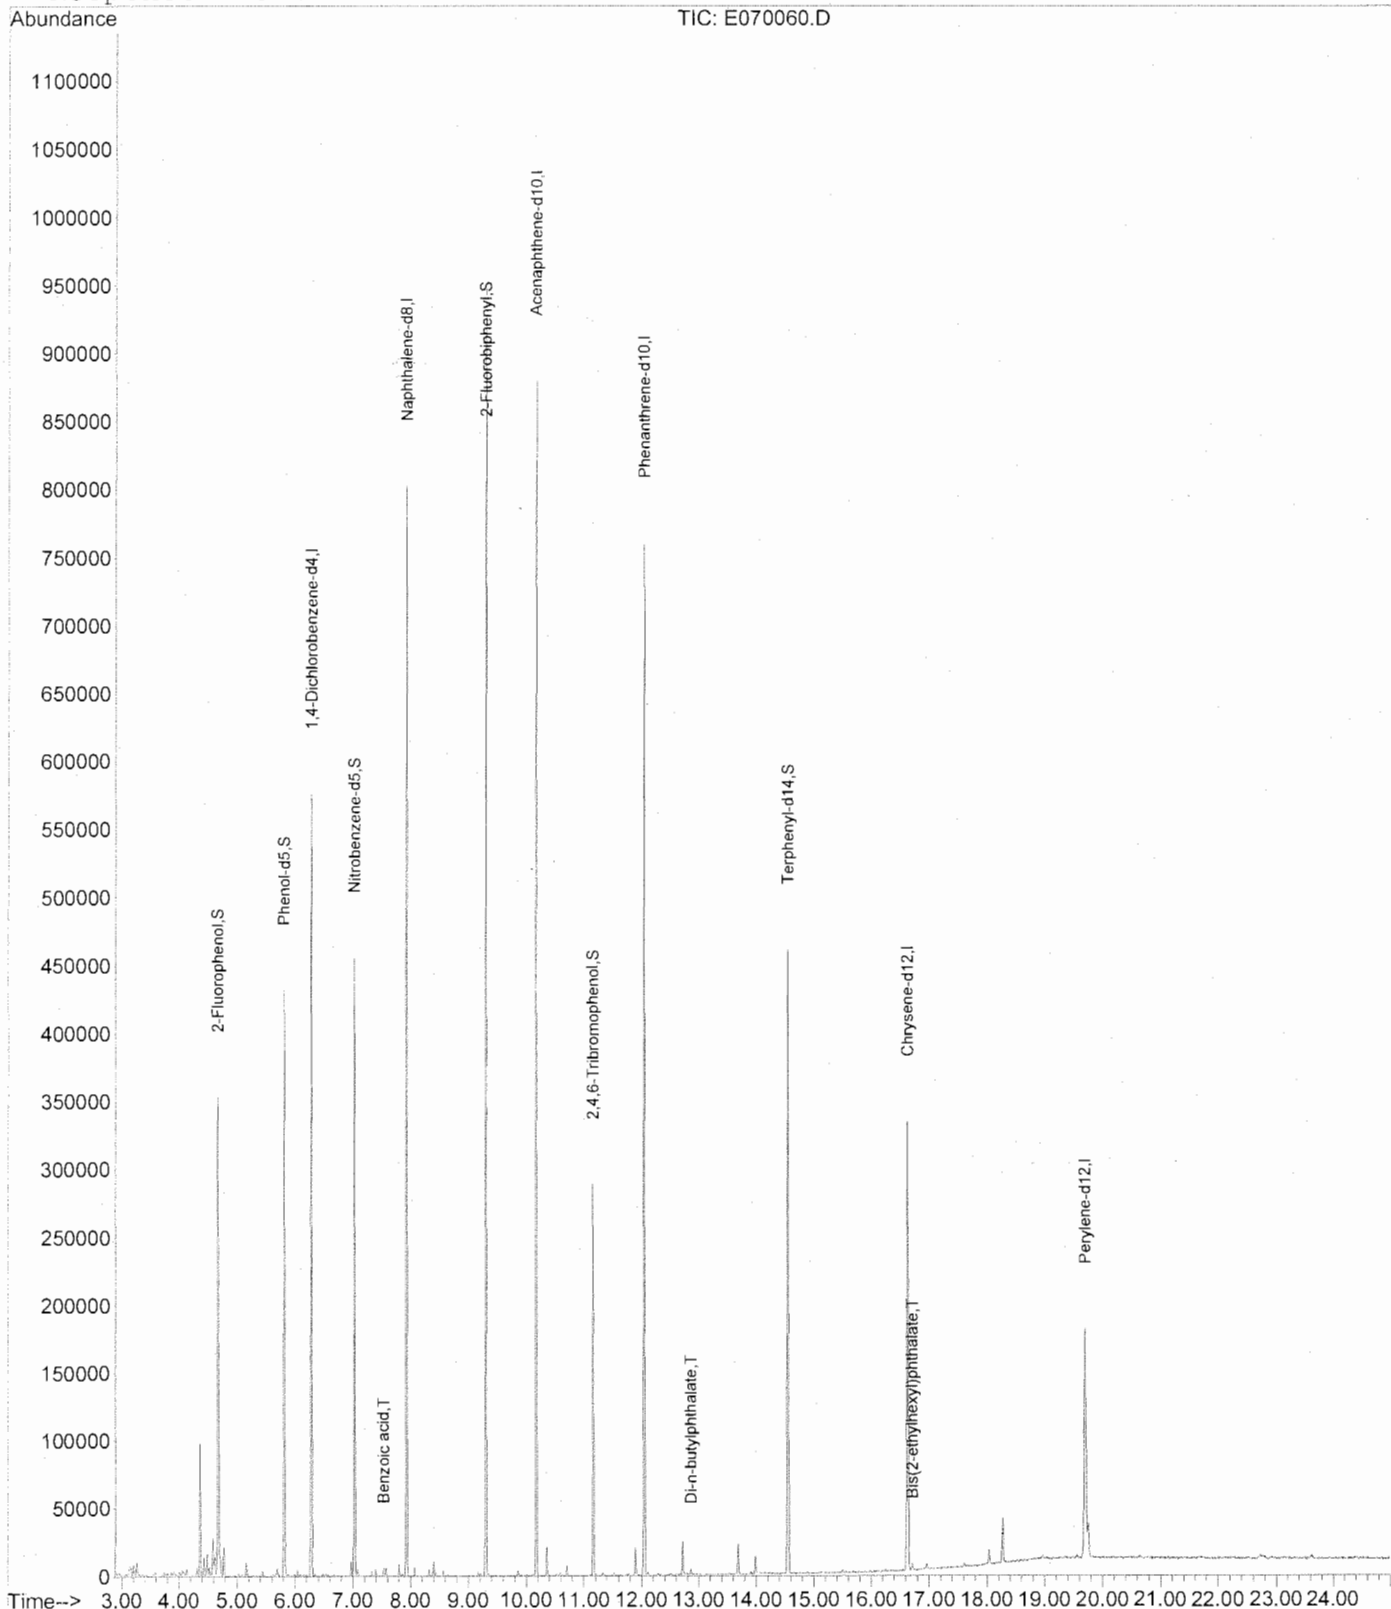 Abundance
TIC: E070060.D
1100000
1050000
1000000
950000
900000
850000
800000
750000
700000
650000
600000
550000
500000
450000
400000
350000
300000
250000
200000
150000
100000
50000
0
2-Fluorophenol,S
Phenol-d5,S
1,4-Dichlorobenzene-d4,I
Nitrobenzene-d5,S
Benzoic acid,T
Naphthalene-d8,I
2-Fluorobiphenyl,S
Acenaphthene-d10,I
2,4,6-Tribromophenol,S
Phenanthrene-d10,I
Di-n-butylphthalate,T
Terphenyl-d14,S
Chrysene-d12,I
Bis(2-ethylhexyl)phthalate,T
Perylene-d12,I
Time--> 3.00 4.00 5.00 6.00 7.00 8.00 9.00 10.00 11.00 12.00 13.00 14.00 15.00 16.00 17.00 18.00 19.00 20.00 21.00 22.00 23.00 24.00